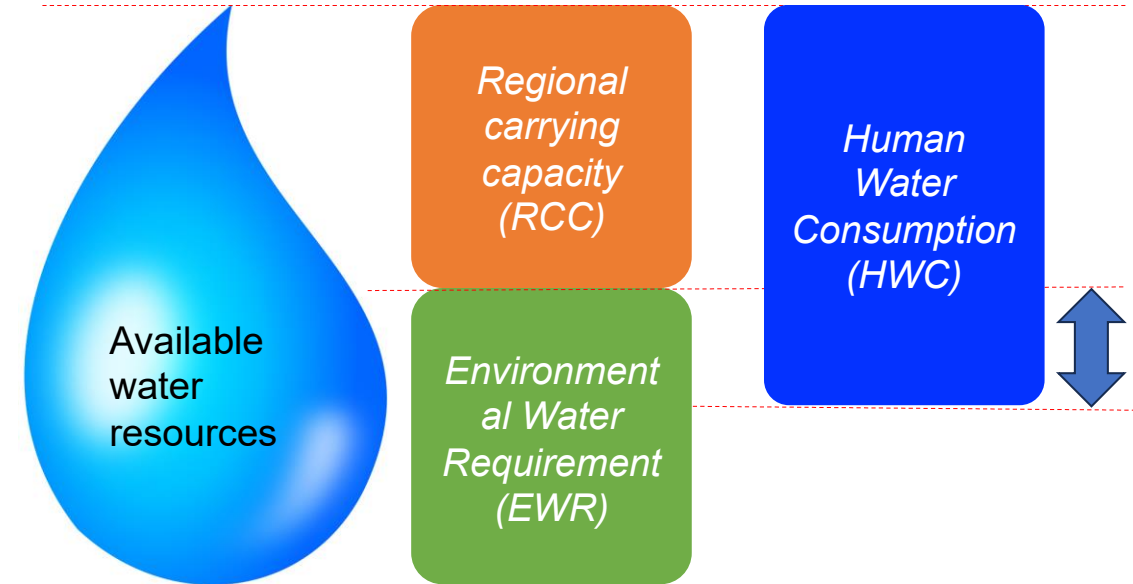 Available
water
resources
Regional
carrying
capacity
(RCC)
Environment
al Water
Requirement
(EWR)
Human
Water
Consumption
(HWC)